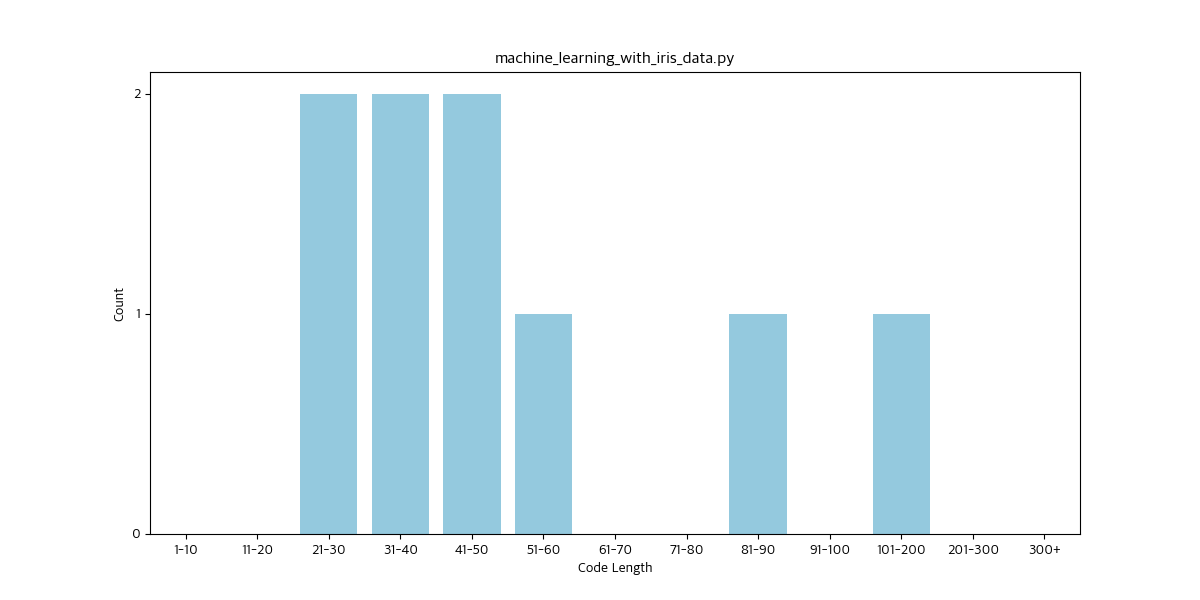 machine_learning_with_iris_data.py
2
1
0
Count
1-10 11-20 21-30 31-40 41-50 51-60 61-70 71-80 81-90 91-100 101-200 201-300 300+
Code Length